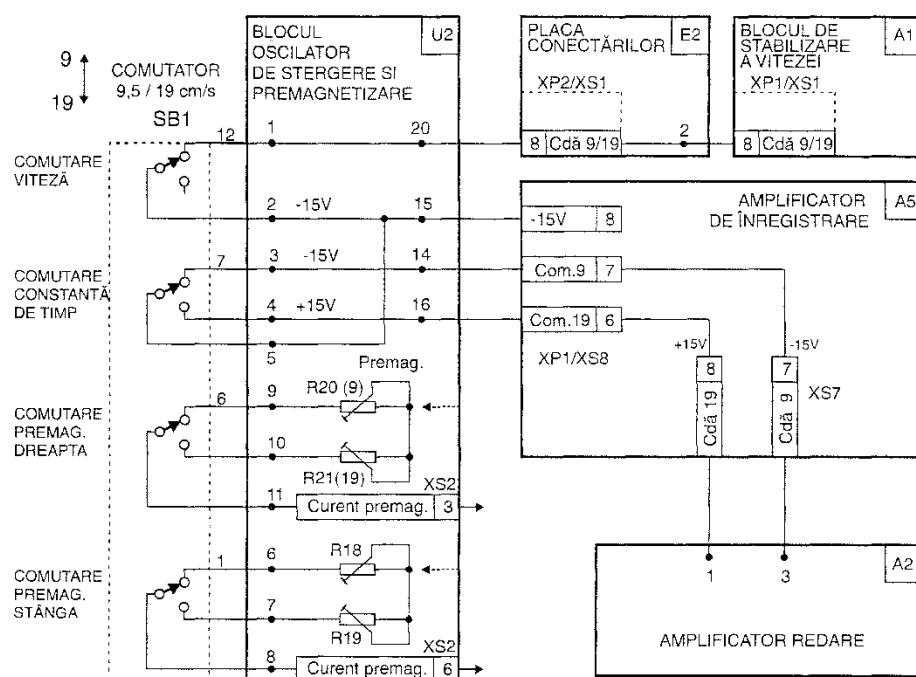 9
19
COMUTATOR
9,5 / 19 cm/s
SB1
12
COMUTARE
VITEZĂ
7
COMUTARE
CONSTANTĂ
DE TIMP
6
COMUTARE
PREMAG.
DREAPTA
1
COMUTARE
PREMAG.
STÂNGA
BLOCUL
OSCILATOR
DE STERGERE SI
PREMAGNETIZARE
U2
1
20
2
-15V
15
3
-15V
14
4
+15V
16
5
Premag.
9
R20 (9)
10
R21(19)
XS2
11
Curent premag.
3
6
R18
7
R19
XS2
8
Curent premag.
6
PLACA
CONECTĂRILOR
E2
XP2/XS1
8
Cdă 9/19
2
BLOCUL DE
STABILIZARE
A VITEZEI
A1
XP1/XS1
8
Cdă 9/19
AMPLIFICATOR
DE ÎNREGISTRARE
A5
-15V
8
Com.9
7
Com.19
6
XP1/XS8
+15V
-15V
8
Cdă 19
7
Cdă 9
XS7
A2
1
3
AMPLIFICATOR REDARE